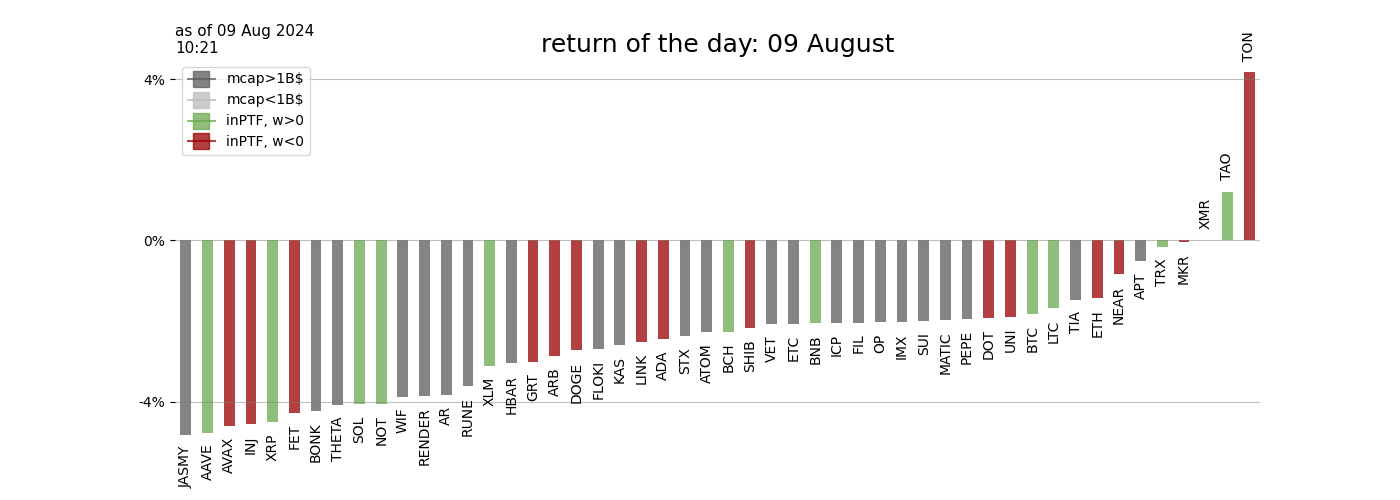 as of 09 Aug 2024
10:21
return of the day: 09 August
mcap>1B$
mcap<1B$
inPTF, w>0
inPTF, w<0
4%
0%
-4%
JASMY
AAVE
AVAX
INJ
XRP
FET
BONK
THETA
SOL
NOT
WIF
RENDER
AR
RUNE
XLM
HBAR
GRT
ARB
DOGE
FLOKI
KAS
LINK
ADA
STX
ATOM
BCH
SHIB
VET
ETC
BNB
ICP
FIL
OP
IMX
SUI
MATIC
PEPE
DOT
UNI
BTC
LTC
TIA
ETH
NEAR
APT
TRX
MKR
XMR
TAO
TON